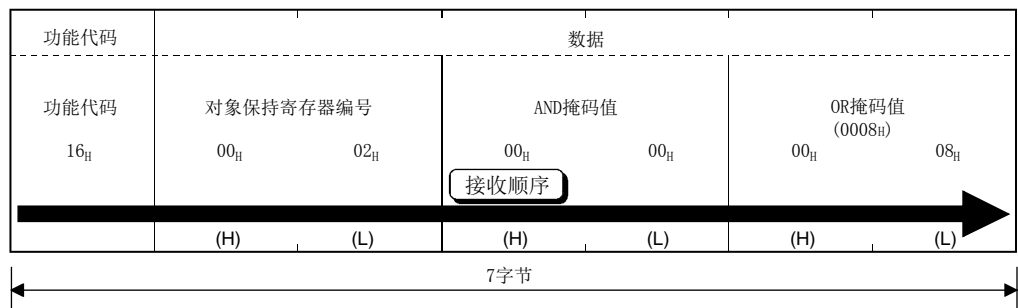 功能代码 数据
功能代码 对象保持寄存器编号 AND掩码值 OR掩码值
(0008H)
16H 00H 02H 00H 00H 00H 08H
接收顺序
(H) (L) (H) (L) (H) (L)
7字节